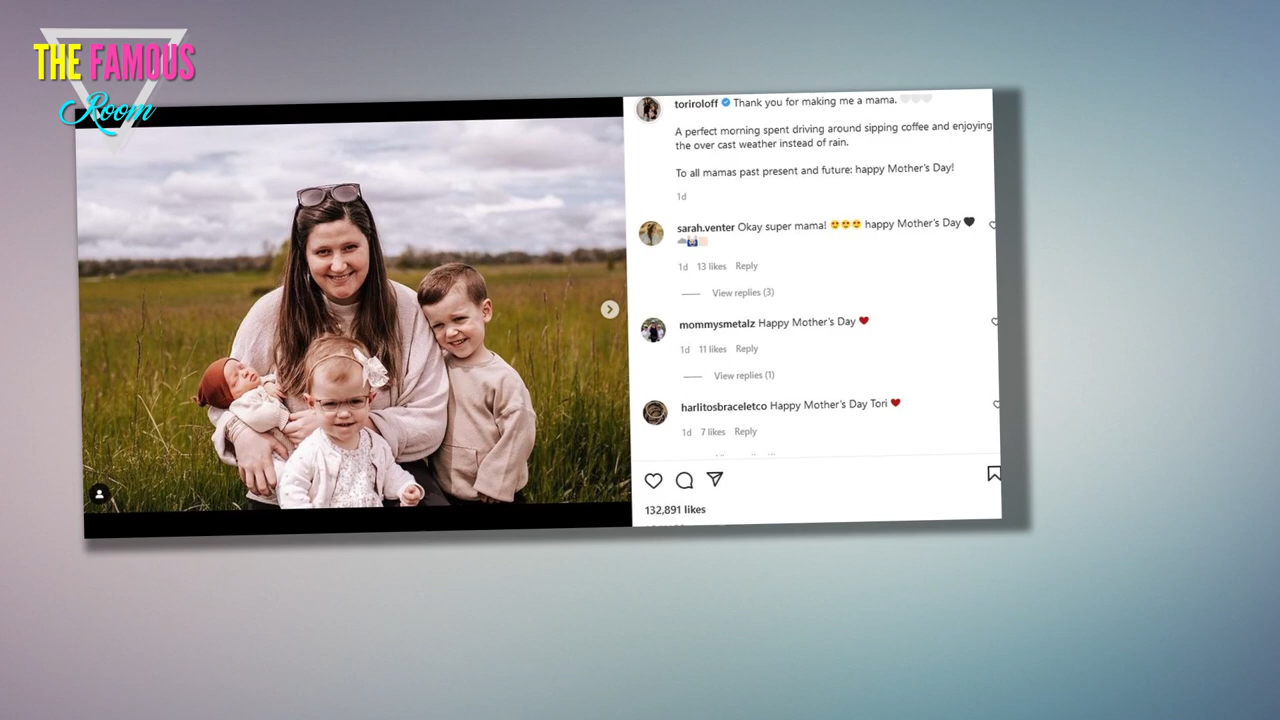 THE FAMOUS
Room
toriroloff Thank you for making me a mama.
A perfect morning spent driving around sipping coffee and enjoying
the over cast weather instead of rain.
To all mamas past present and future: happy Mother's Day!
1d
sarah.venter Okay super mama! 😍😍😍 happy Mother's Day 🖤
1d 13 likes Reply
View replies (3)
mommysmetalz Happy Mother's Day ❤️
1d 11 likes Reply
View replies (1)
harlitosbraceletco Happy Mother's Day Tori ❤️
1d 7 likes Reply
132,891 likes